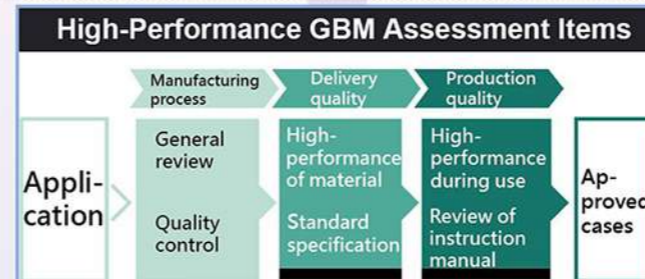 High-Performance GBM Assessment Items
Manufacturing
process
Delivery
quality
Production
quality
Appli-
cation
General
review
Quality
control
High-
performance
of material
Standard
specification
High-
performance
during use
Review of
instruction
manual
Ap-
proved
cases